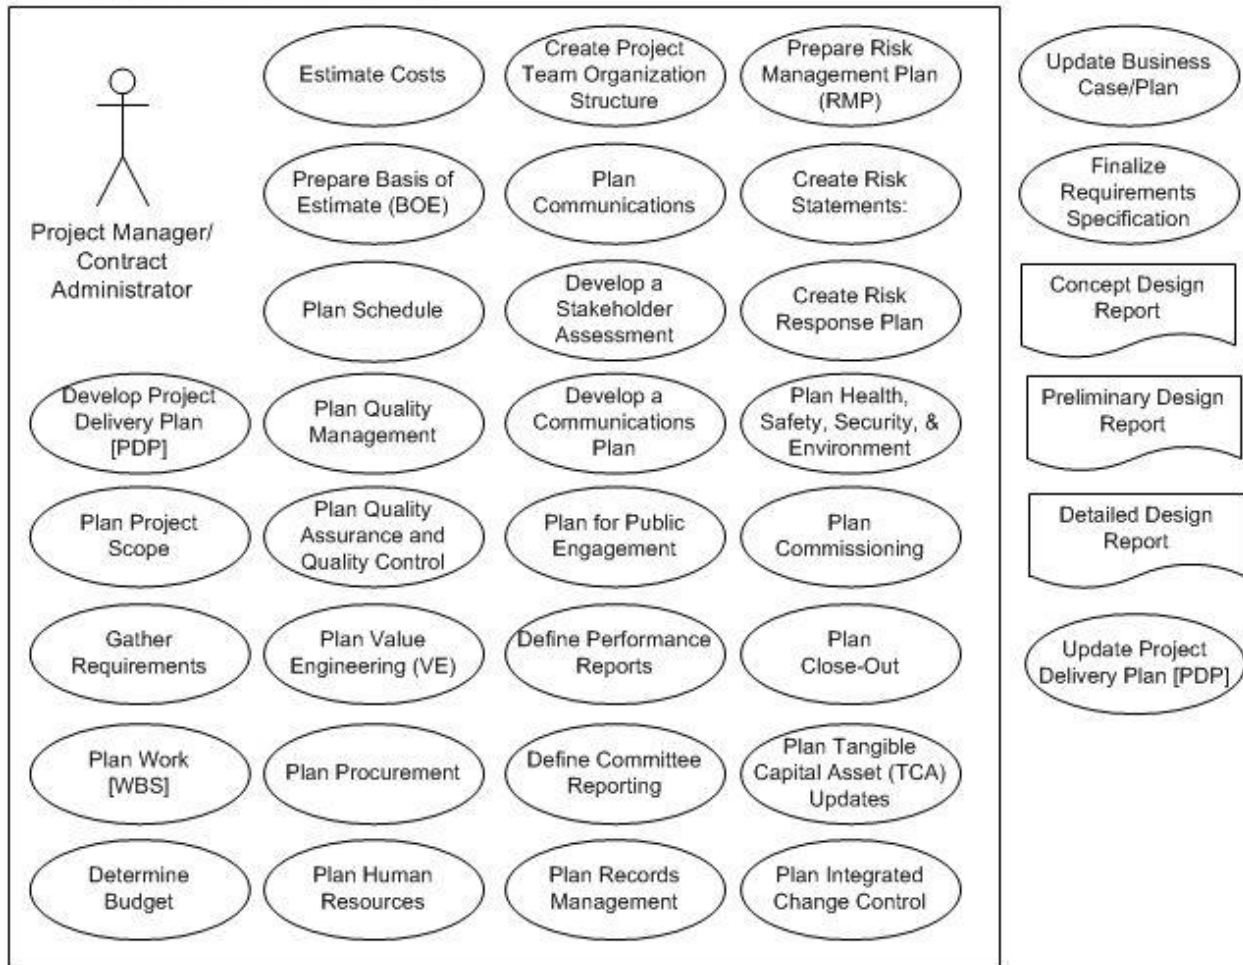 Project Manager/
Contract
Administrator
Develop Project
Delivery Plan
[PDP]
Plan Project
Scope
Gather
Requirements
Plan Work
[WBS]
Determine
Budget
Estimate Costs
Prepare Basis of
Estimate (BOE)
Plan Schedule
Plan Quality
Management
Plan Quality
Assurance and
Quality Control
Plan Value
Engineering (VE)
Plan Procurement
Plan Human
Resources
Create Project
Team Organization
Structure
Plan
Communications
Develop a
Stakeholder
Assessment
Develop a
Communications
Plan
Plan for Public
Engagement
Define Performance
Reports
Define Committee
Reporting
Plan Records
Management
Prepare Risk
Management Plan
(RMP)
Create Risk
Statements:
Create Risk
Response Plan
Plan Health,
Safety, Security, &
Environment
Plan
Commissioning
Plan
Close-Out
Plan Tangible
Capital Asset (TCA)
Updates
Plan Integrated
Change Control
Update Business
Case/Plan
Finalize
Requirements
Specification
Concept Design
Report
Preliminary Design
Report
Detailed Design
Report
Update Project
Delivery Plan [PDP]